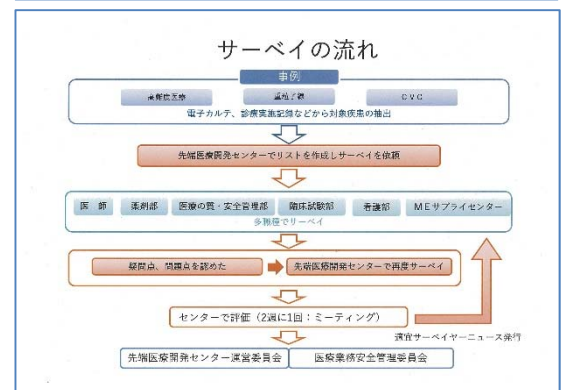 サーベイの流れ
事例
高難度医療 重粒子線 CVC
電子カルテ、診療実施記録などから対象疾患の抽出
先端医療開発センターでリストを作成しサーベイを依頼
医師 薬剤部 医療の質・安全管理部 臨床試験部 看護部 MEサプライセンター
多職種でサーベイ
疑問点、問題点を認めた 先端医療開発センターで再度サーベイ
センターで評価(2週に1回:ミーティング)
適宜サーベイヤーニュース発行
先端医療開発センター運営委員会 医療業務安全管理委員会